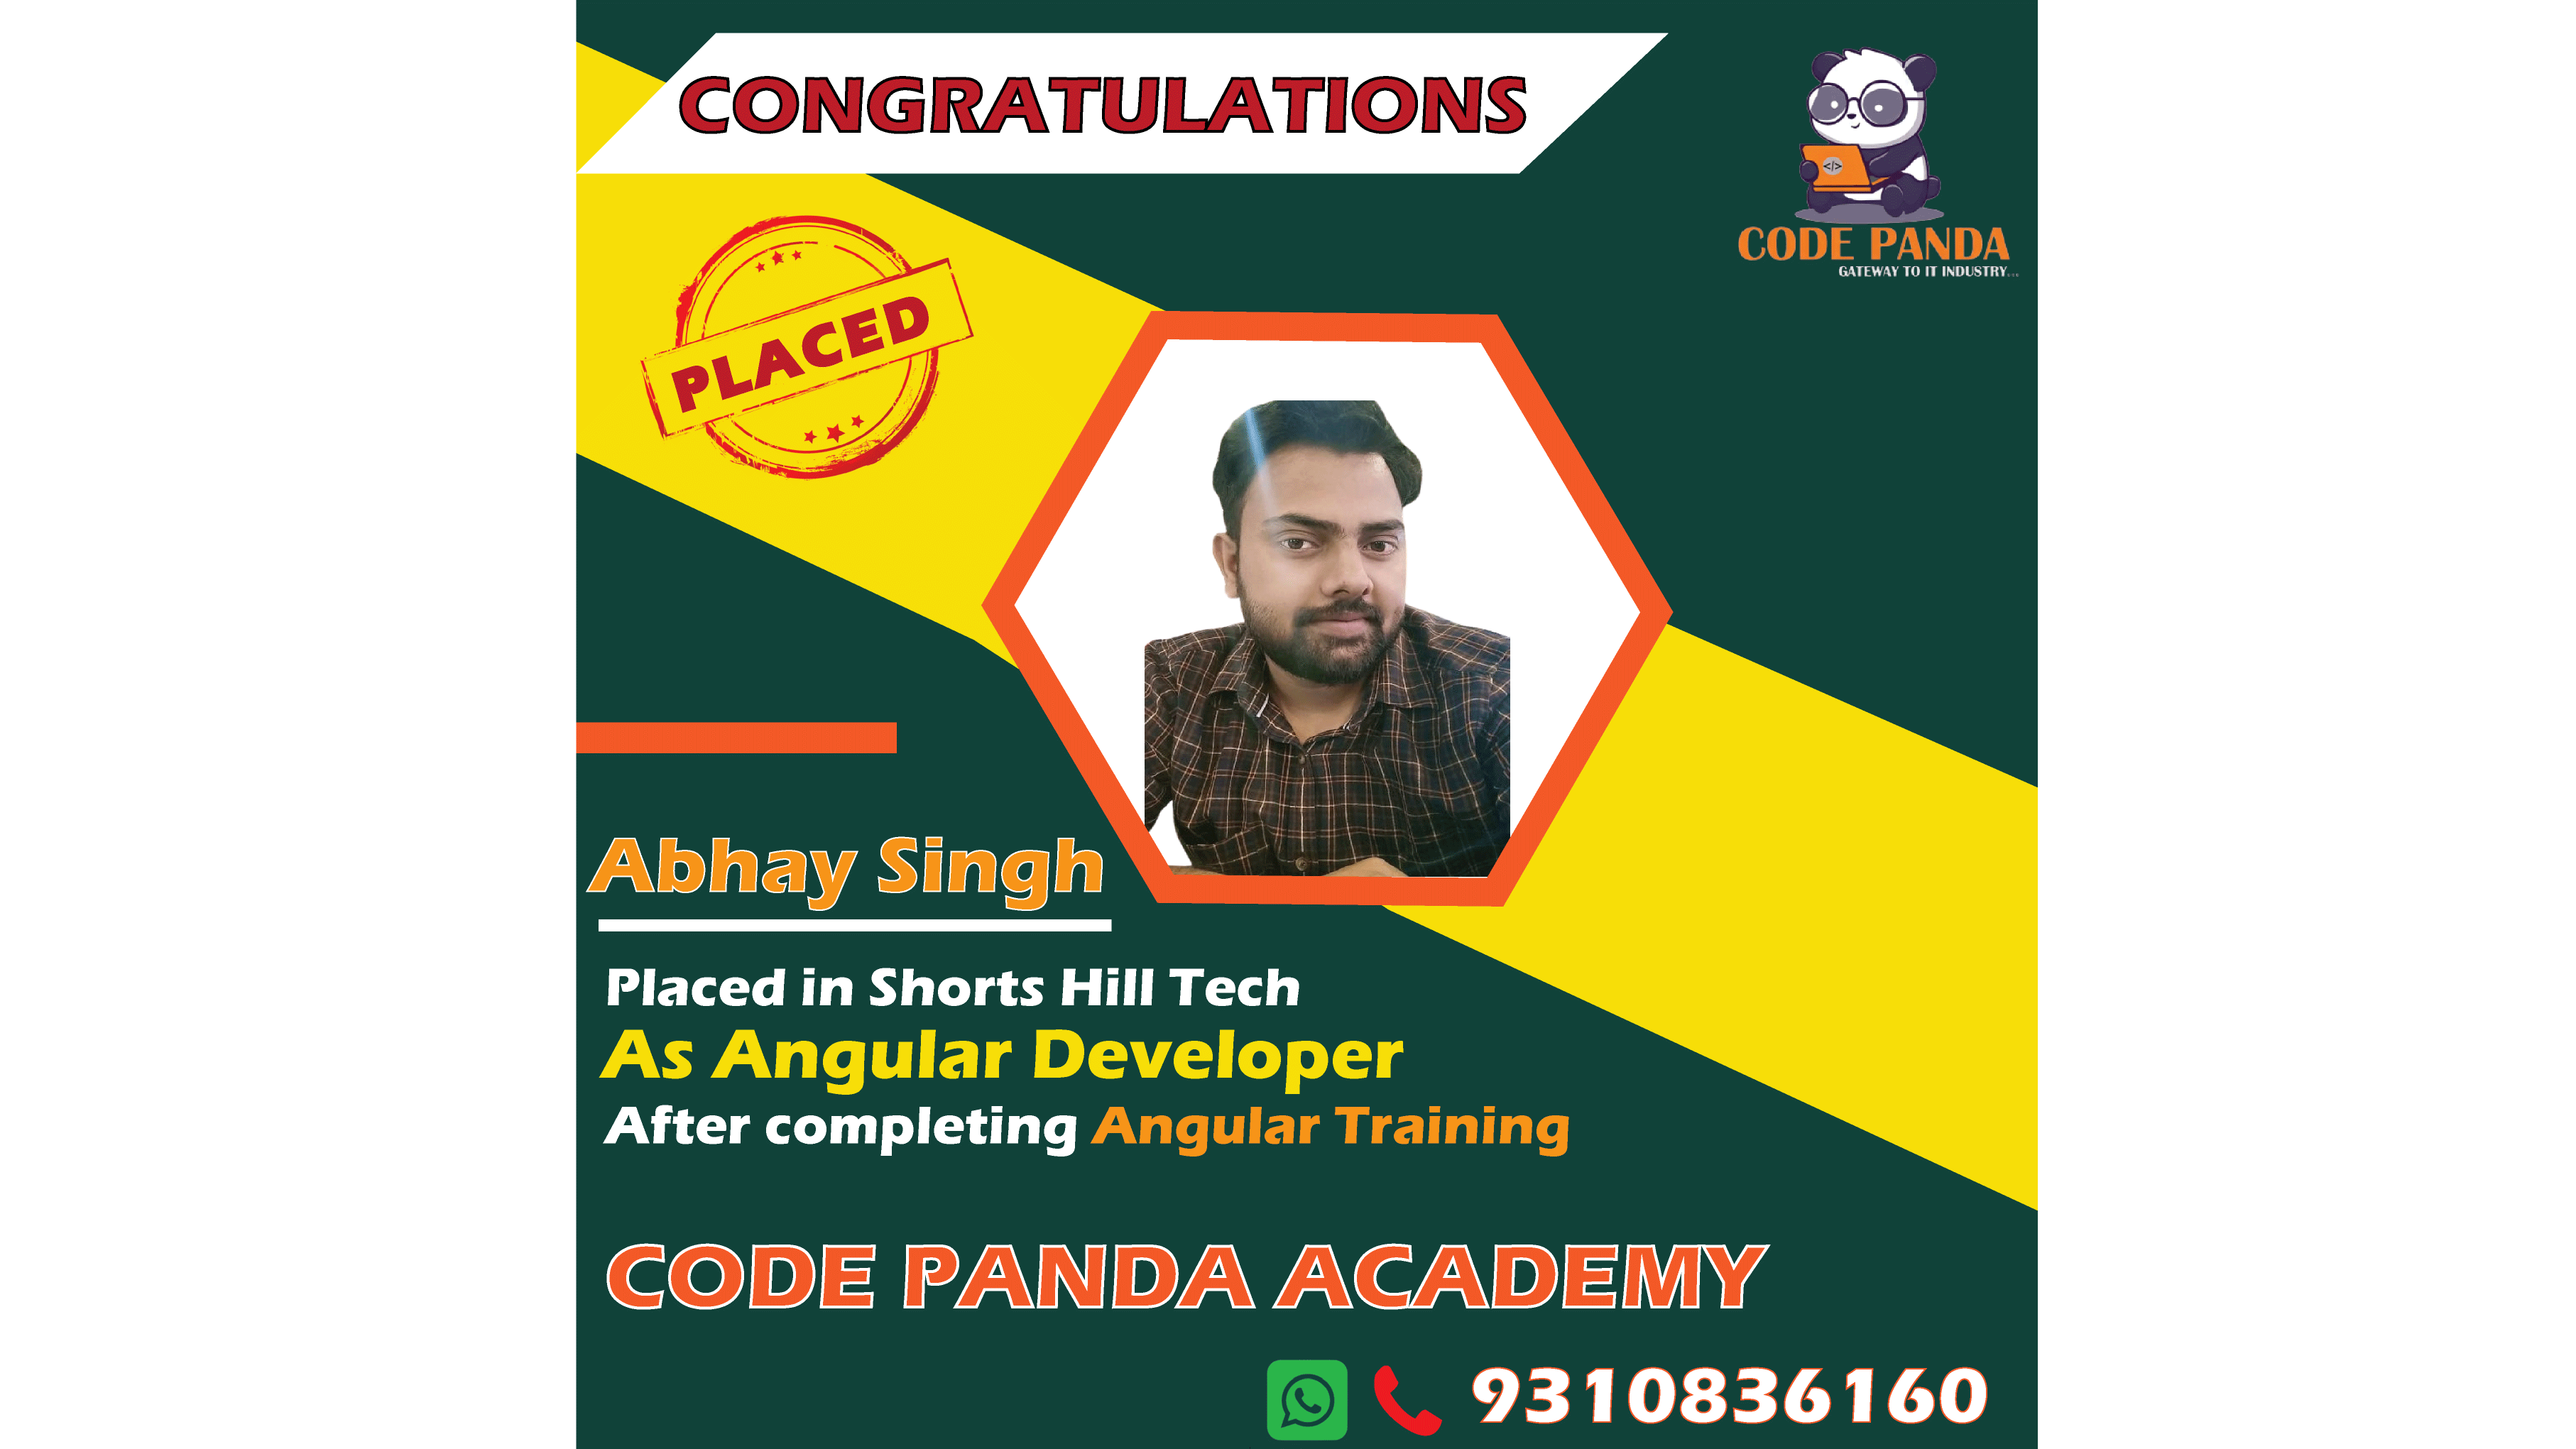 CONGRATULATIONS
</>
CODE PANDA
GATEWAY TO IT INDUSTRY...
PLACED
Abhay Singh
Placed in Shorts Hill Tech
As Angular Developer
After completing Angular Training
CODE PANDA ACADEMY
9310836160